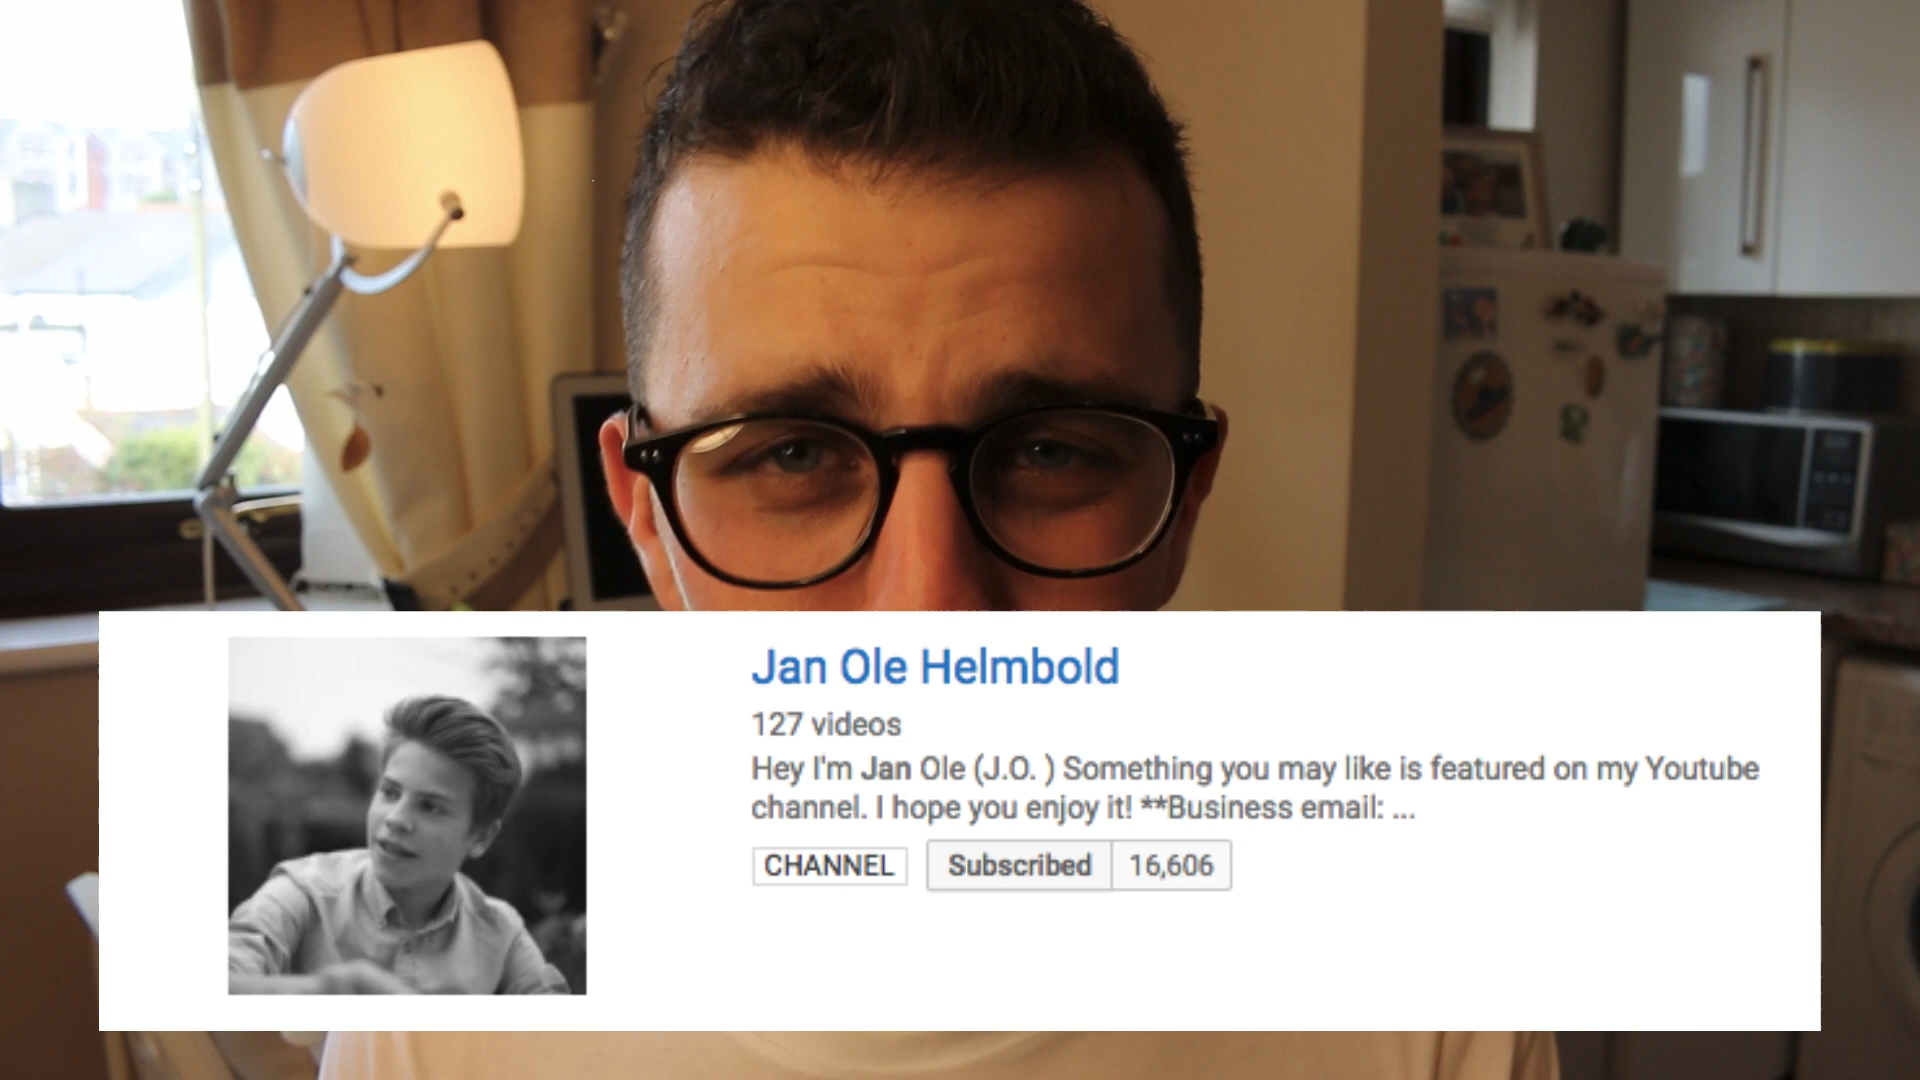 Jan Ole Helmbold
127 videos
Hey I'm Jan Ole (J.O. ) Something you may like is featured on my Youtube
channel. I hope you enjoy it! **Business email: ...
CHANNEL Subscribed 16,606